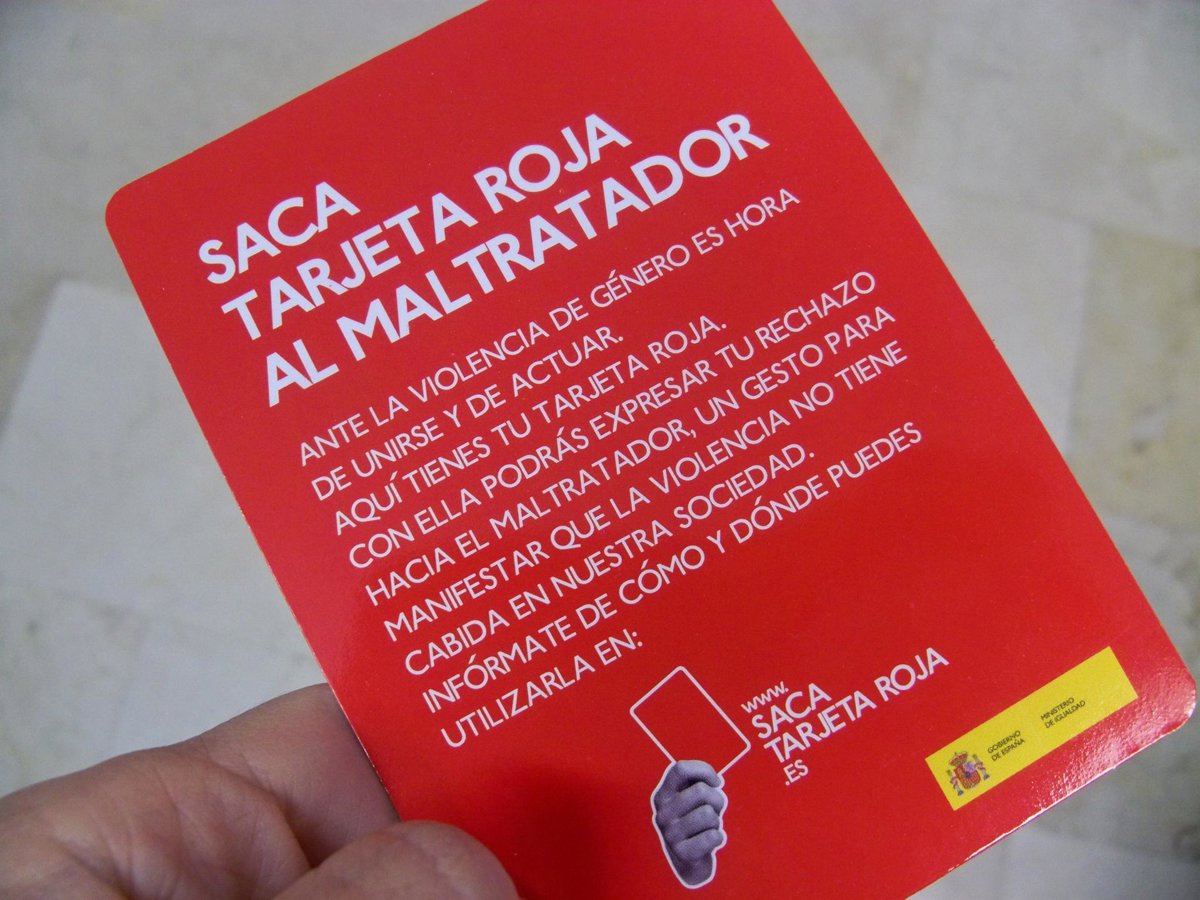 SACA
TARJETA ROJA
AL MALTRATADOR
ANTE LA VIOLENCIA DE GÉNERO ES HORA
DE UNIRSE Y DE ACTUAR.
AQUÍ TIENES TU TARJETA ROJA.
CON ELLA PODRÁS EXPRESAR TU RECHAZO
HACIA EL MALTRATADOR, UN GESTO PARA
MANIFESTAR QUE LA VIOLENCIA NO TIENE
CABIDA EN NUESTRA SOCIEDAD.
INFÓRMATE DE CÓMO Y DÓNDE PUEDES
UTILIZARLA EN:
www.
SACA
TARJETA ROJA
.ES
GOBIERNO
DE ESPAÑA
MINISTERIO
DE IGUALDAD